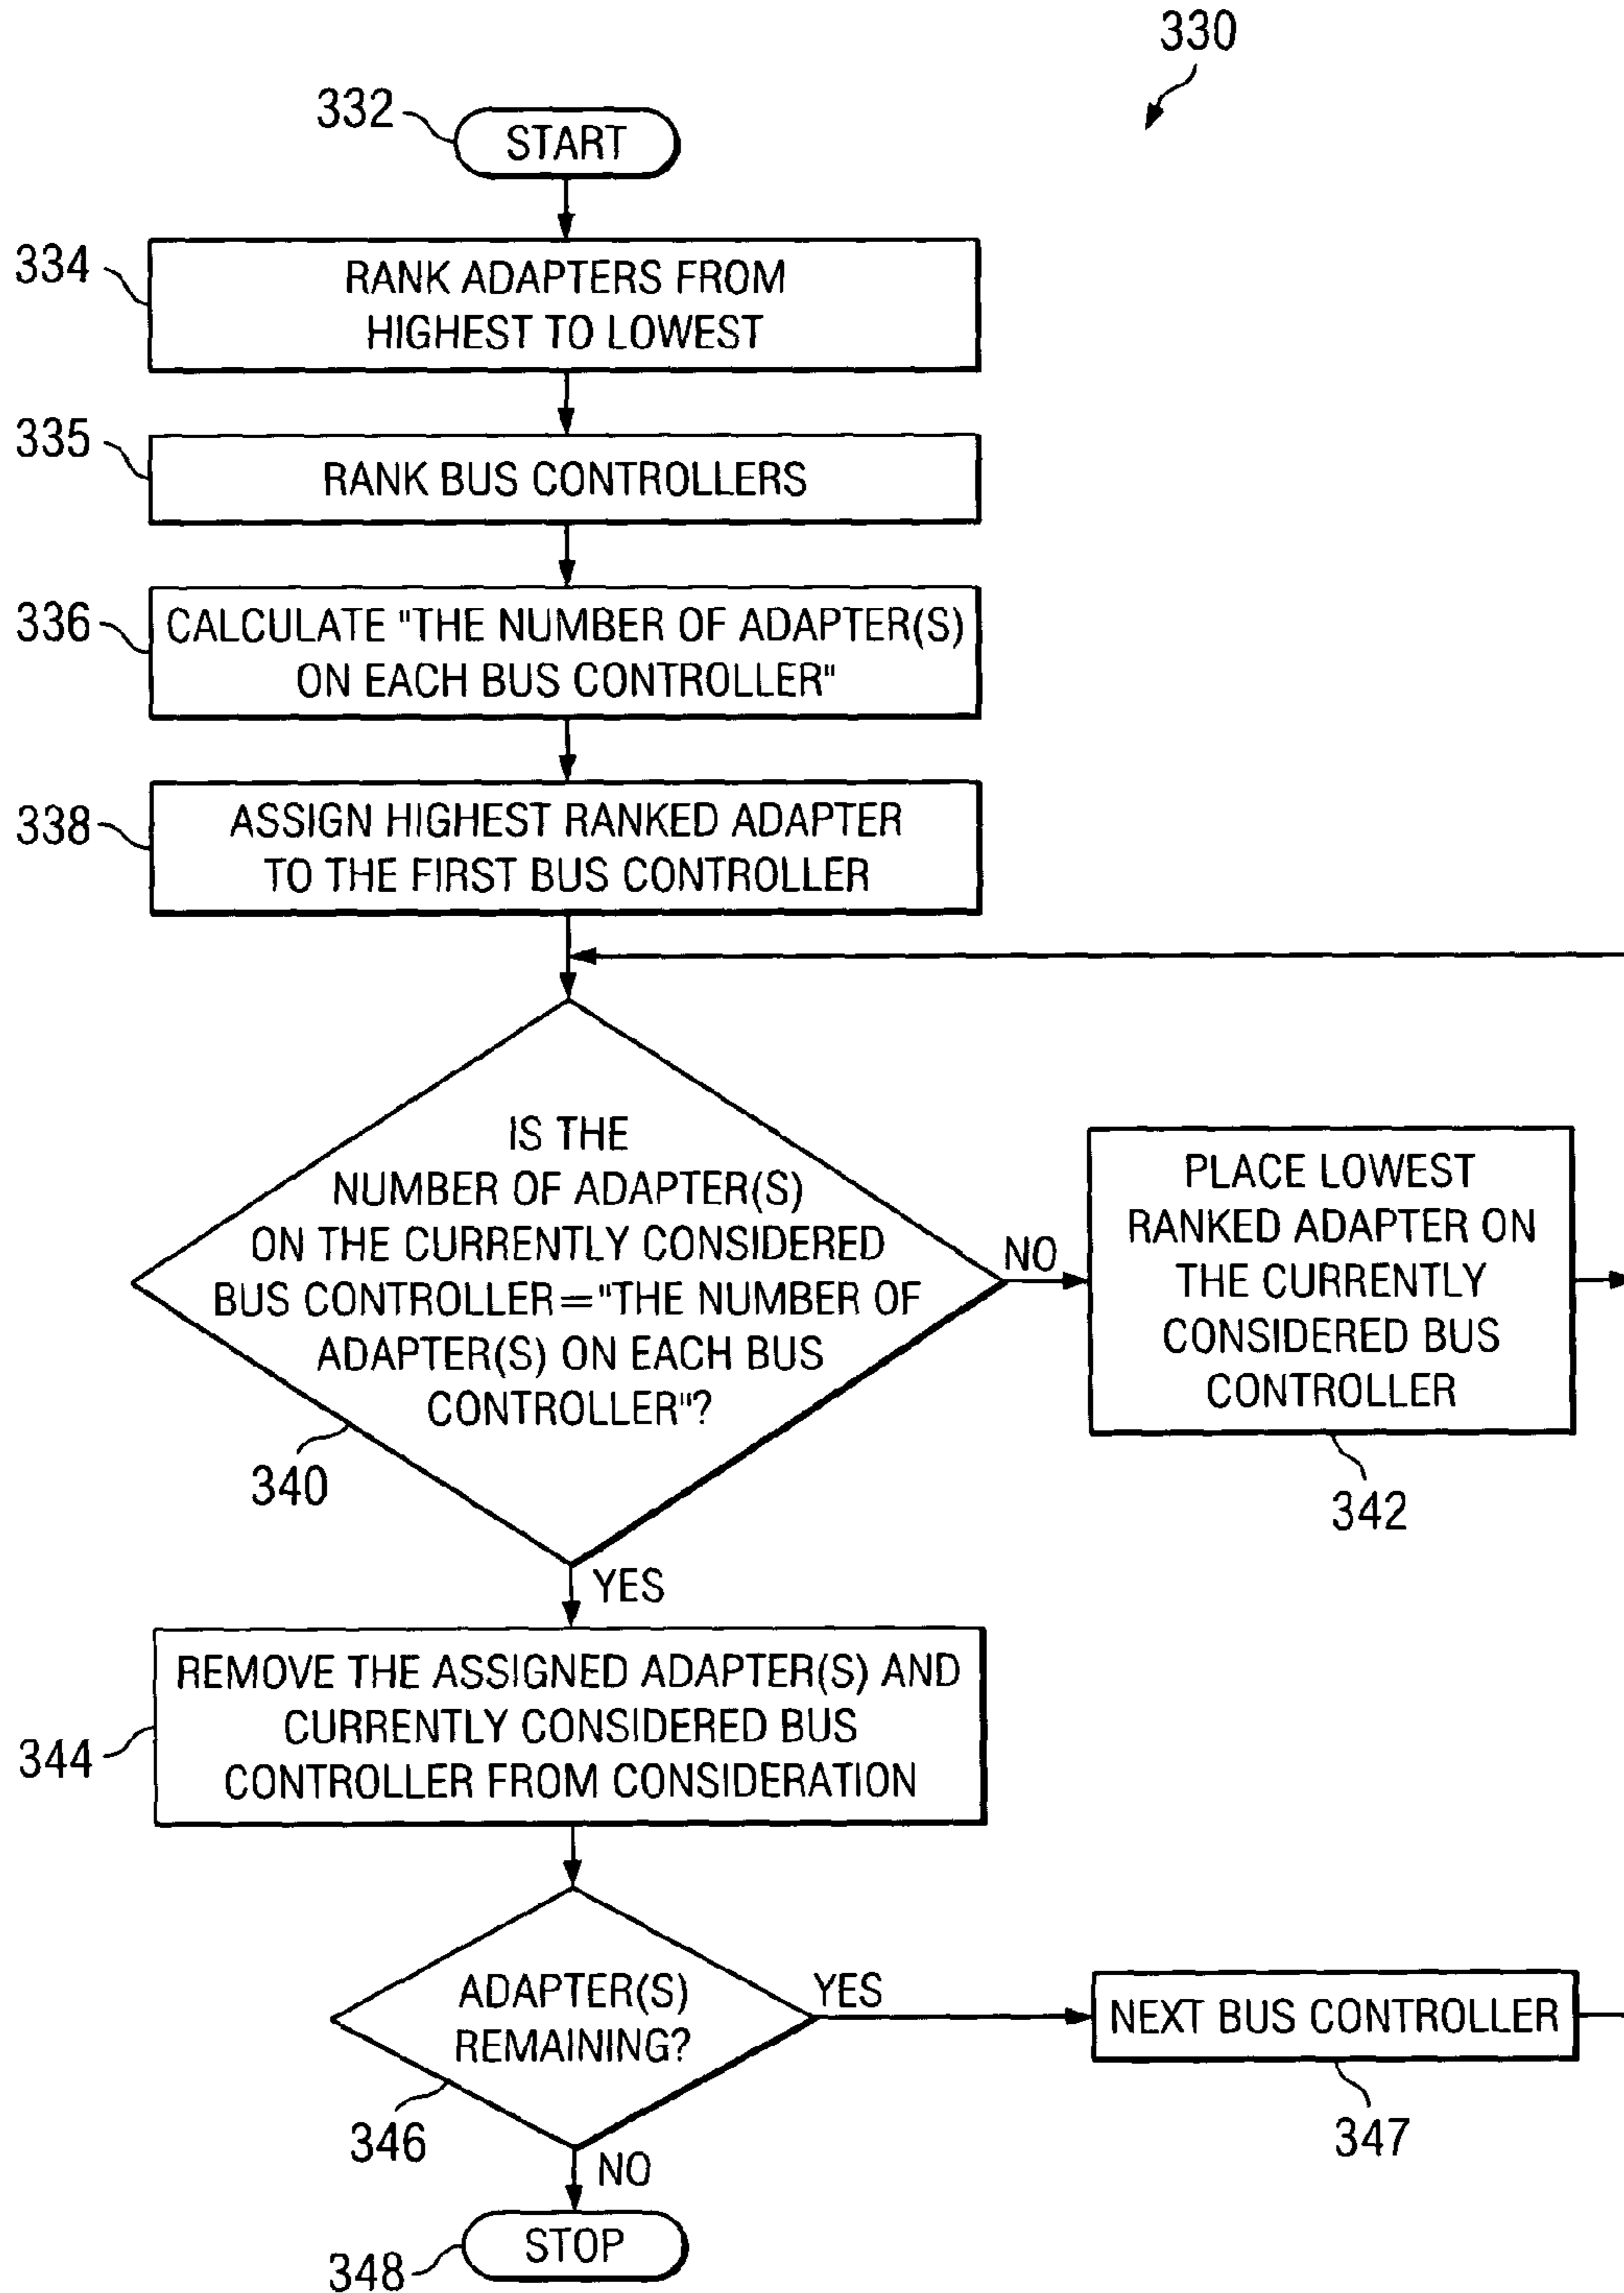 330
332
START
334
RANK ADAPTERS FROM
HIGHEST TO LOWEST
335
RANK BUS CONTROLLERS
336
CALCULATE "THE NUMBER OF ADAPTER(S)
ON EACH BUS CONTROLLER"
338
ASSIGN HIGHEST RANKED ADAPTER
TO THE FIRST BUS CONTROLLER
IS THE
NUMBER OF ADAPTER(S)
ON THE CURRENTLY CONSIDERED
BUS CONTROLLER="THE NUMBER OF
ADAPTER(S) ON EACH BUS
CONTROLLER"?
340
NO
PLACE LOWEST
RANKED ADAPTER ON
THE CURRENTLY
CONSIDERED BUS
CONTROLLER
342
YES
REMOVE THE ASSIGNED ADAPTER(S) AND
CURRENTLY CONSIDERED BUS
CONTROLLER FROM CONSIDERATION
344
ADAPTER(S)
REMAINING?
346
YES
NEXT BUS CONTROLLER
347
NO
STOP
348